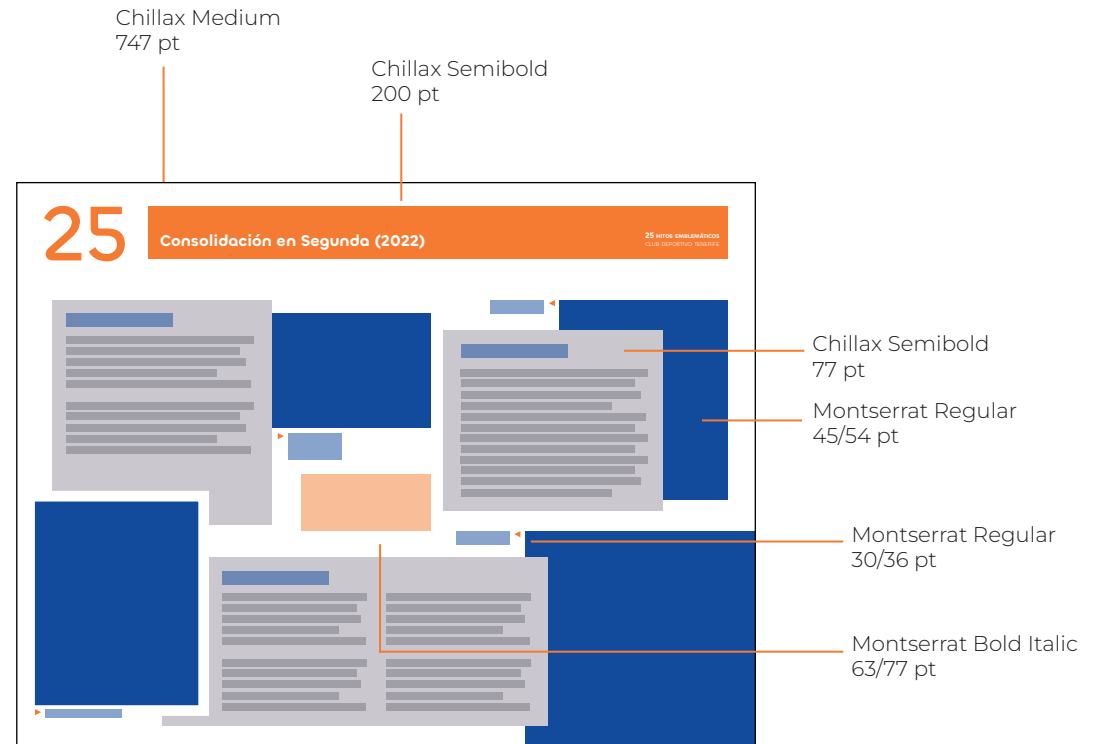 Chillax Medium
747 pt
Chillax Semibold
200 pt
25
Consolidación en Segunda (2022)
25 HITOS EMBLEMÁTICOS
CLUB DEPORTIVO TENERIFE
Chillax Semibold
77 pt
Montserrat Regular
45/54 pt
Montserrat Regular
30/36 pt
Montserrat Bold Italic
63/77 pt